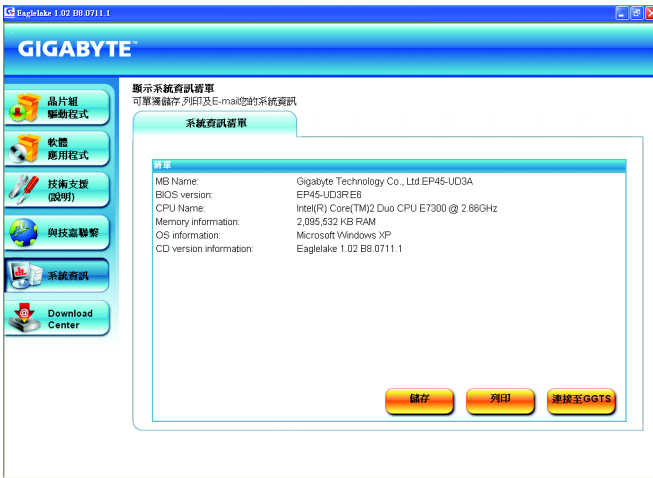 Eaglelake 1.02 B8.0711.1
GIGABYTE™
晶片組
驅動程式
軟體
應用程式
技術支援
(說明)
與技嘉聯繫
系統資訊
Download
Center
顯示系統資訊清單
可單獨儲存,列印及E-mail您的系統資訊
系統資訊清單
清單
MB Name: Gigabyte Technology Co., Ltd.EP45-UD3A
BIOS version: EP45-UD3R E6
CPU Name: Intel(R) Core(TM)2 Duo CPU E7300 @ 2.66GHz
Memory information: 2,095,532 KB RAM
OS information: Microsoft Windows XP
CD version information: Eaglelake 1.02 B8.0711.1
儲存
列印
連接至GGTS